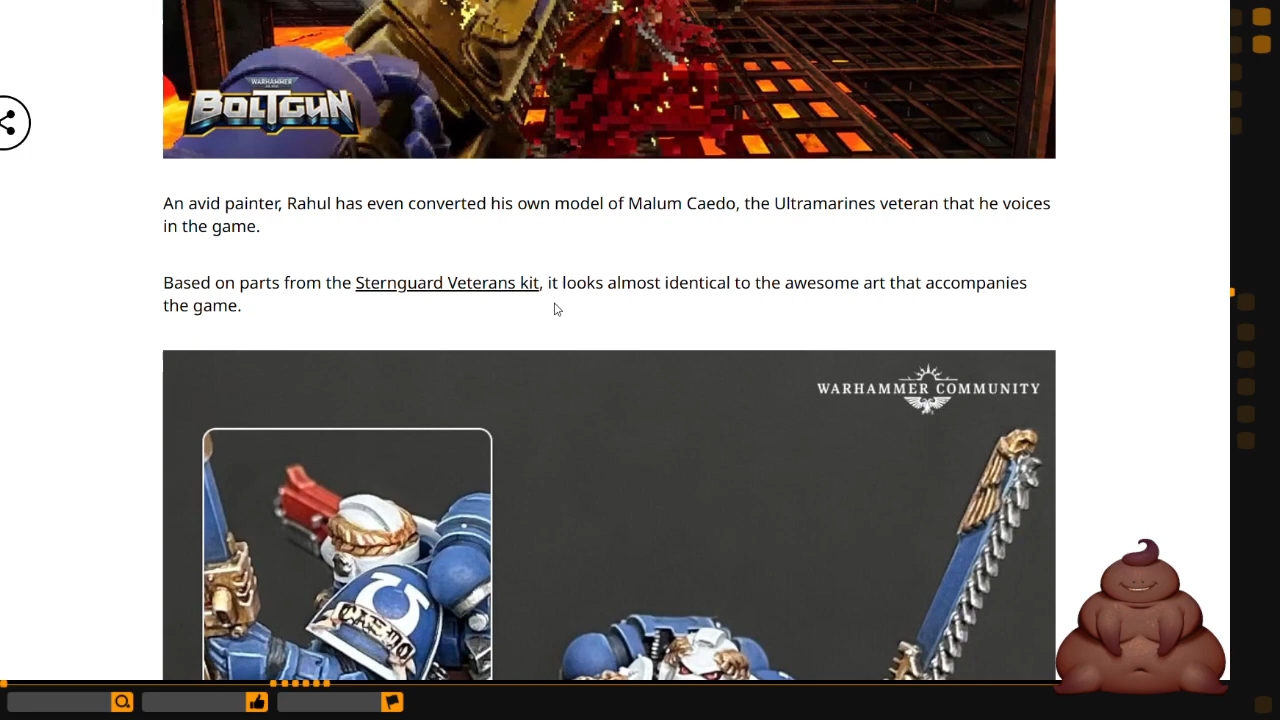 WARHAMMER
BOLTGUN
An avid painter, Rahul has even converted his own model of Malum Caedo, the Ultramarines veteran that he voices
in the game.
Based on parts from the Sternguard Veterans kit, it looks almost identical to the awesome art that accompanies
the game.
WARHAMMER COMMUNITY
CAEDO